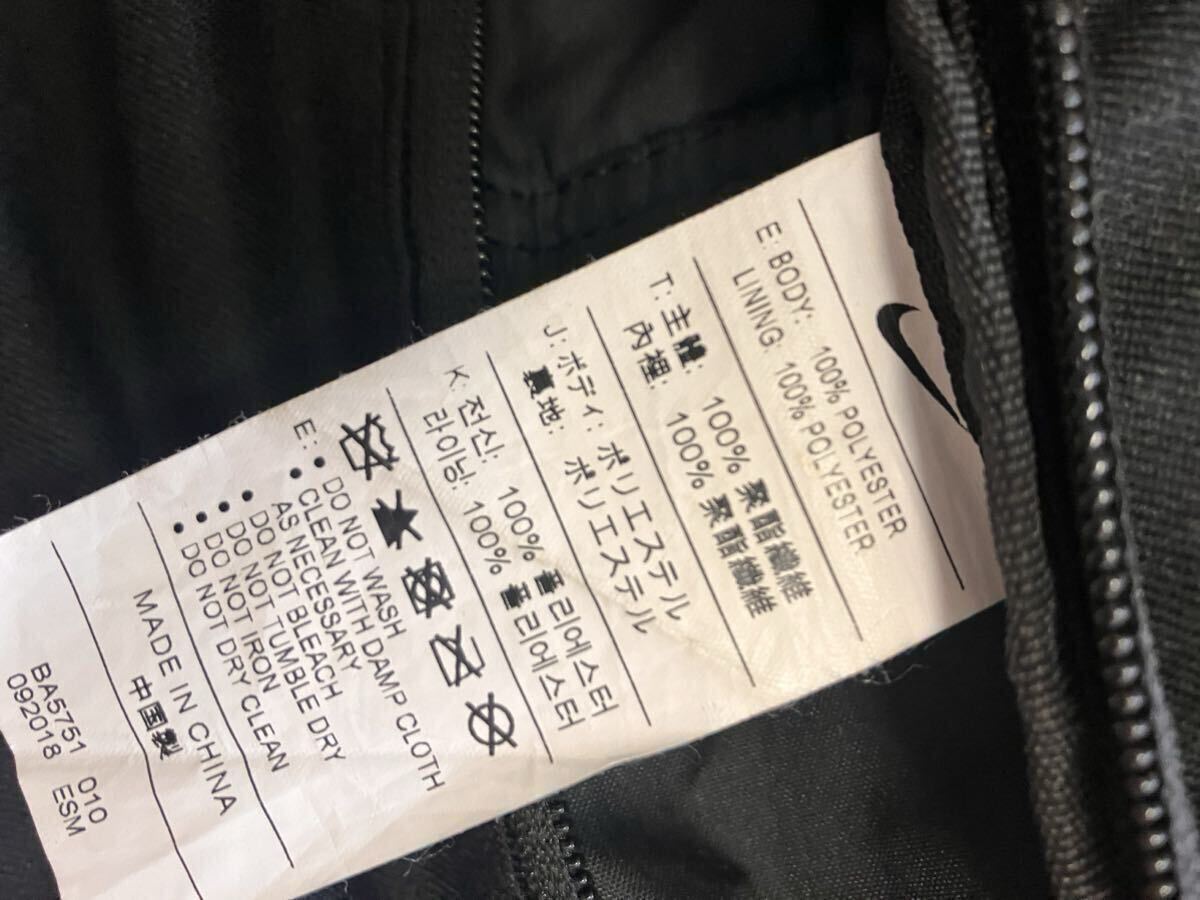 E: BODY: 100% POLYESTER
LINING: 100% POLYESTER
T: 主體: 100% 聚酯纖維
內裡: 100% 聚酯纖維
J: ボディ: ポリエステル
裏地: ポリエステル
K: 전신: 100% 폴리에스터
라이닝: 100% 폴리에스터
E: • DO NOT WASH
• CLEAN WITH DAMP CLOTH
AS NECESSARY
• DO NOT BLEACH
• DO NOT TUMBLE DRY
• DO NOT IRON
• DO NOT DRY CLEAN
MADE IN CHINA
中国製
BA5751 010
092018 ESM